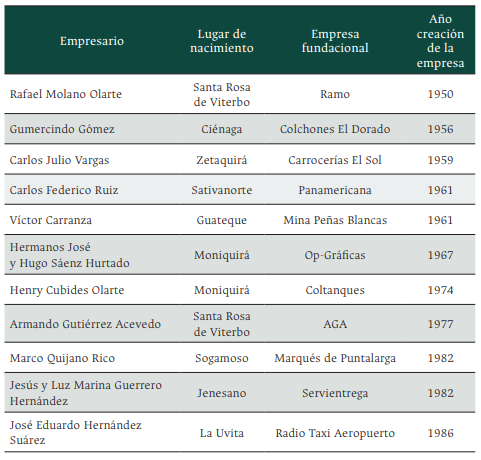 Empresario
Lugar de
nacimiento
Empresa
fundacional
Año
creación
de la
empresa
Rafael Molano Olarte
Santa Rosa
de Viterbo
Ramo
1950
Gumercindo Gómez
Ciénaga
Colchones El Dorado
1956
Carlos Julio Vargas
Zetaquirá
Carrocerías El Sol
1959
Carlos Federico Ruiz
Sativanorte
Panamericana
1961
Víctor Carranza
Guateque
Mina Peñas Blancas
1961
Hermanos José
y Hugo Sáenz Hurtado
Moniquirá
Op-Gráficas
1967
Henry Cubides Olarte
Moniquirá
Coltanques
1974
Armando Gutiérrez Acevedo
Santa Rosa
de Viterbo
AGA
1977
Marco Quijano Rico
Sogamoso
Marqués de Puntalarga
1982
Jesús y Luz Marina Guerrero
Hernández
Jenesano
Servientrega
1982
José Eduardo Hernández
Suárez
La Uvita
Radio Taxi Aeropuerto
1986